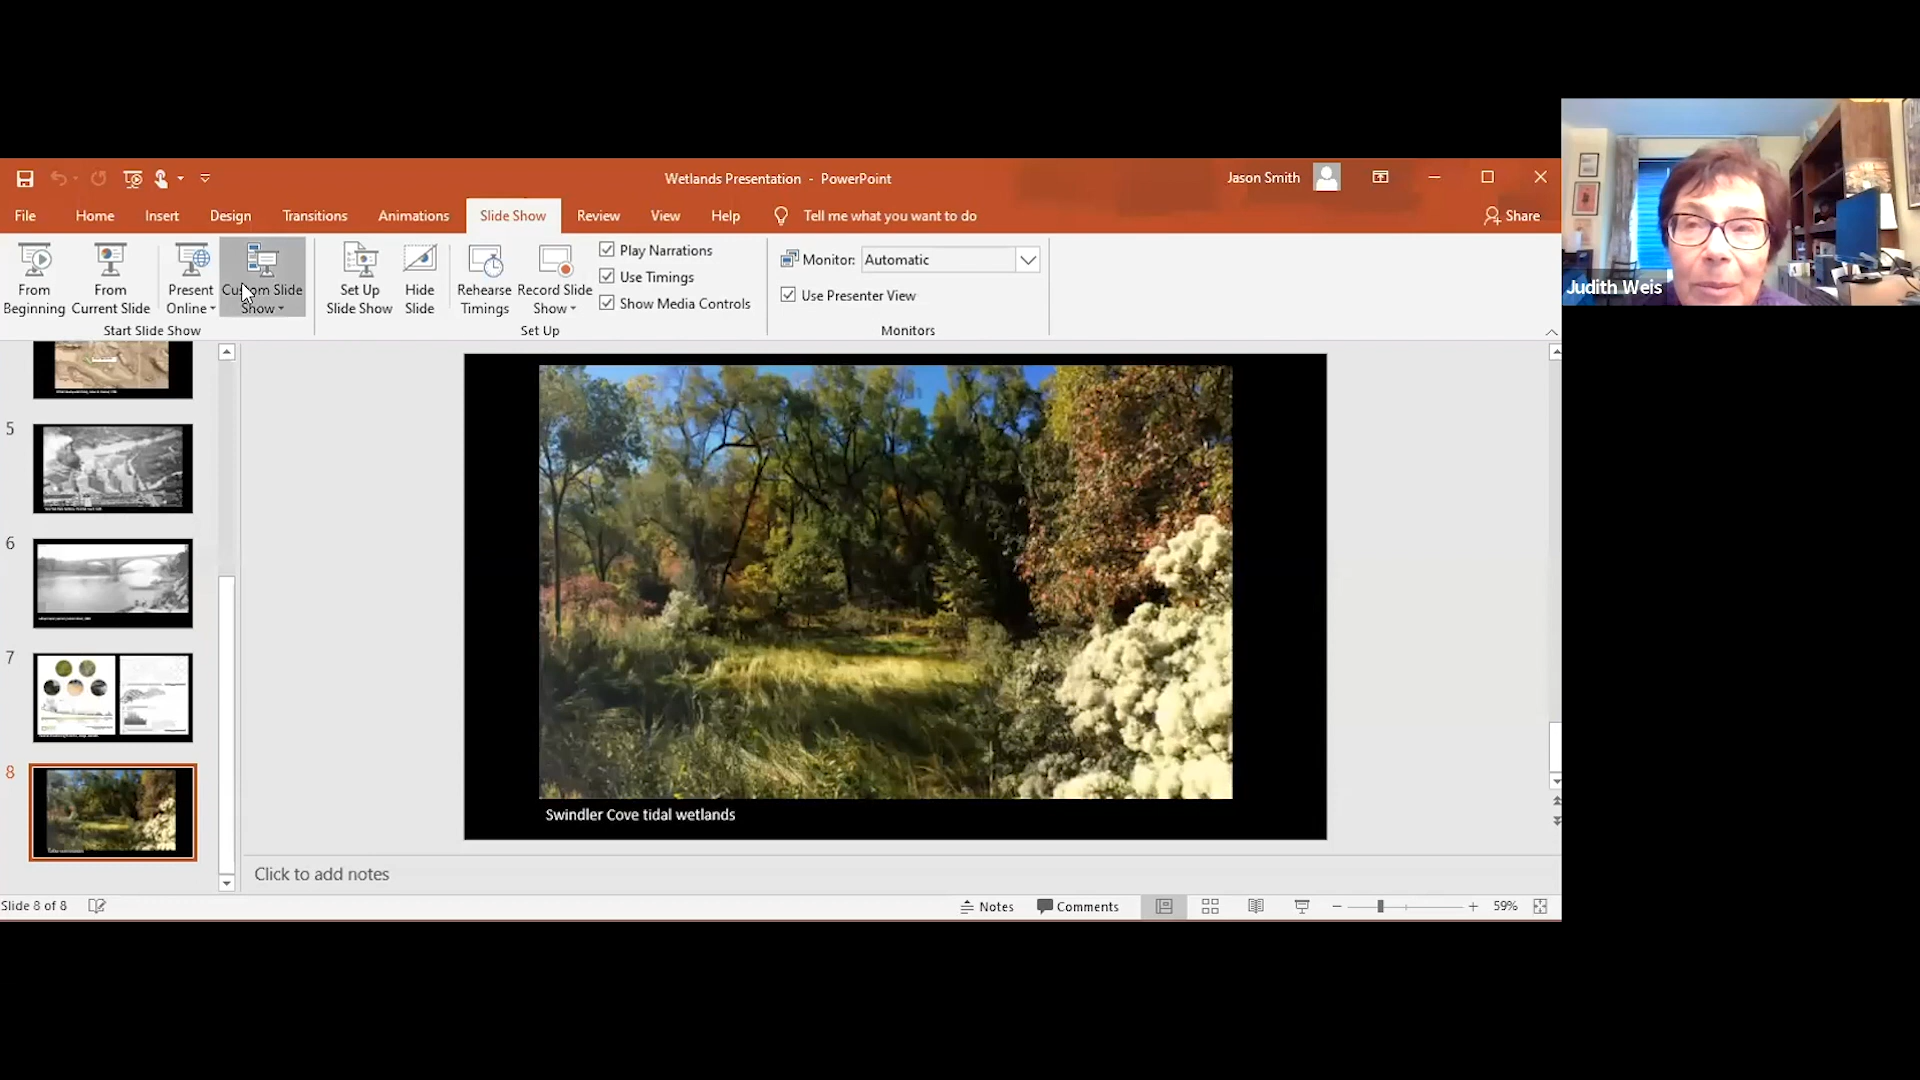 Wetlands Presentation - PowerPoint
Jason Smith
File Home Insert Design Transitions Animations Slide Show Review View Help Tell me what you want to do Share
From Beginning
From Current Slide
Present Online
Custom Slide Show
Start Slide Show
Set Up Slide Show
Hide Slide
Rehearse Timings
Record Slide Show
Play Narrations
Use Timings
Show Media Controls
Set Up
Monitor: Automatic
Use Presenter View
Monitors
Judith Weis
5
6
7
8
Swindler Cove tidal wetlands
Click to add notes
Slide 8 of 8
Notes
Comments
59%